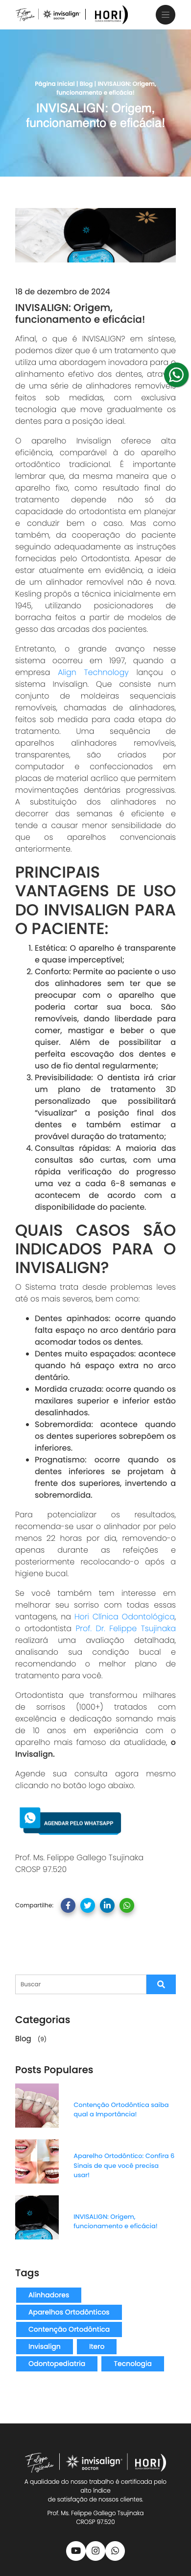 Felippe Tsujinaka invisalign DOCTOR HORI
Página Inicial | Blog | INVISALIGN: Origem,
funcionamento e eficácia!
INVISALIGN: Origem,
funcionamento e eficácia!
18 de dezembro de 2024
INVISALIGN: Origem,
funcionamento e eficácia!
Afinal, o que é INVISALIGN? em síntese,
podemos dizer que é um tratamento que
utiliza uma abordagem inovadora para o
alinhamento efetivo dos dentes, através
de uma série de alinhadores removíveis
feitos sob medidas, com exclusiva
tecnologia que move gradualmente os
dentes para a posição ideal.
O aparelho Invisalign oferece alta
eficiência, comparável à do aparelho
ortodôntico tradicional. É importante
lembrar que, da mesma maneira que o
aparelho fixo, como resultado final do
tratamento depende não só da
capacidade do ortodontista em planejar
e conduzir bem o caso. Mas como
também, da cooperação do paciente
seguindo adequadamente as instruções
fornecidas pelo Ortodontista. Apesar de
estar atualmente em evidência, a ideia
de um alinhador removível não é nova.
Kesling propôs a técnica inicialmente em
1945, utilizando posicionadores de
borracha feitos a partir de modelos de
gesso das dentições dos pacientes.
Entretanto, o grande avanço nesse
sistema ocorreu em 1997, quando a
empresa Align Technology lançou o
sistema Invisalign. Que consiste num
conjunto de moldeiras sequenciais
removíveis, chamadas de alinhadores,
feitos sob medida para cada etapa do
tratamento. Uma sequência de
aparelhos alinhadores removíveis,
transparentes, são criados por
computador e confeccionados em
placas de resina de acrílico que permitem
movimentações dentárias progressivas.
A substituição dos alinhadores no
decorrer das semanas é eficiente e
tende a causar menor sensibilidade do
que os aparelhos convencionais
anteriormente.
PRINCIPAIS
VANTAGENS DE USO
DO INVISALIGN PARA
O PACIENTE:
1. Estética: O aparelho é transparente
e quase imperceptível;
2. Conforto: Permite ao paciente o uso
dos alinhadores sem ter que se
preocupar com o aparelho que
poderia cortar sua boca. São
removíveis, dando liberdade para
comer, mastigar e beber o que
quiser. Além de possibilitar a
perfeita escovação dos dentes e
uso de fio dental regularmente;
3. Previsibilidade: O dentista irá criar
um plano de tratamento 3D
personalizado que possibilitará
“visualizar” a posição final dos
dentes e também estimar a
provável duração do tratamento;
4. Consultas rápidas: A maioria das
consultas são curtas, com uma
rápida verificação do progresso
uma vez a cada 6-8 semanas e
acontecem de acordo com a
disponibilidade do paciente.
QUAIS CASOS SÃO
INDICADOS PARA O
INVISALIGN?
O Sistema trata desde problemas leves
até os mais severos, bem como:
• Dentes apinhados: ocorre quando
falta espaço no arco dentário para
acomodar todos os dentes.
• Dentes muito espaçados: acontece
quando há espaço extra no arco
dentário.
• Mordida cruzada: ocorre quando os
maxilares superior e inferior estão
desalinhados.
• Sobremordida: acontece quando
os dentes superiores sobrepõem os
inferiores.
• Prognatismo: ocorre quando os
dentes inferiores se projetam à
frente dos superiores, invertendo a
sobremordida.
Para potencializar os resultados,
recomenda-se usar o alinhador por pelo
menos 22 horas por dia, removendo-o
apenas durante as refeições e
posteriormente recolocando-o após a
higiene bucal.
Se você também tem interesse em
melhorar seu sorriso com todas essas
vantagens, na Hori Clínica Odontológica,
o ortodontista Prof. Dr. Felippe Tsujinaka
realizará uma avaliação detalhada,
analisando sua condição bucal e
recomendando o melhor plano de
tratamento para você.
Ortodontista que transformou milhares
de sorrisos (1000+) tratados com
excelência e dedicação somando mais
de 10 anos em experiência com o
aparelho mais famoso da atualidade, o
Invisalign.
Agende sua consulta agora mesmo
clicando no botão logo abaixo.
AGENDAR PELO WHATSAPP
Prof. Ms. Felippe Gallego Tsujinaka
CROSP 97.520
Compartilhe:
Buscar
Categorias
Blog (9)
Posts Populares
Contenção Ortodôntica saiba
qual a Importância!
Aparelho Ortodôntico: Confira 6
Sinais de que você precisa
usar!
INVISALIGN: Origem,
funcionamento e eficácia!
Tags
Alinhadores
Aparelhos Ortodônticos
Contenção Ortodôntica
Invisalign Itero
Odontopediatria Tecnologia
Felippe Tsujinaka invisalign DOCTOR HORI
A qualidade do nosso trabalho é certificada pelo
alto índice
de satisfação de nossos clientes.
Prof. Ms. Felippe Gallego Tsujinaka
CROSP 97.520